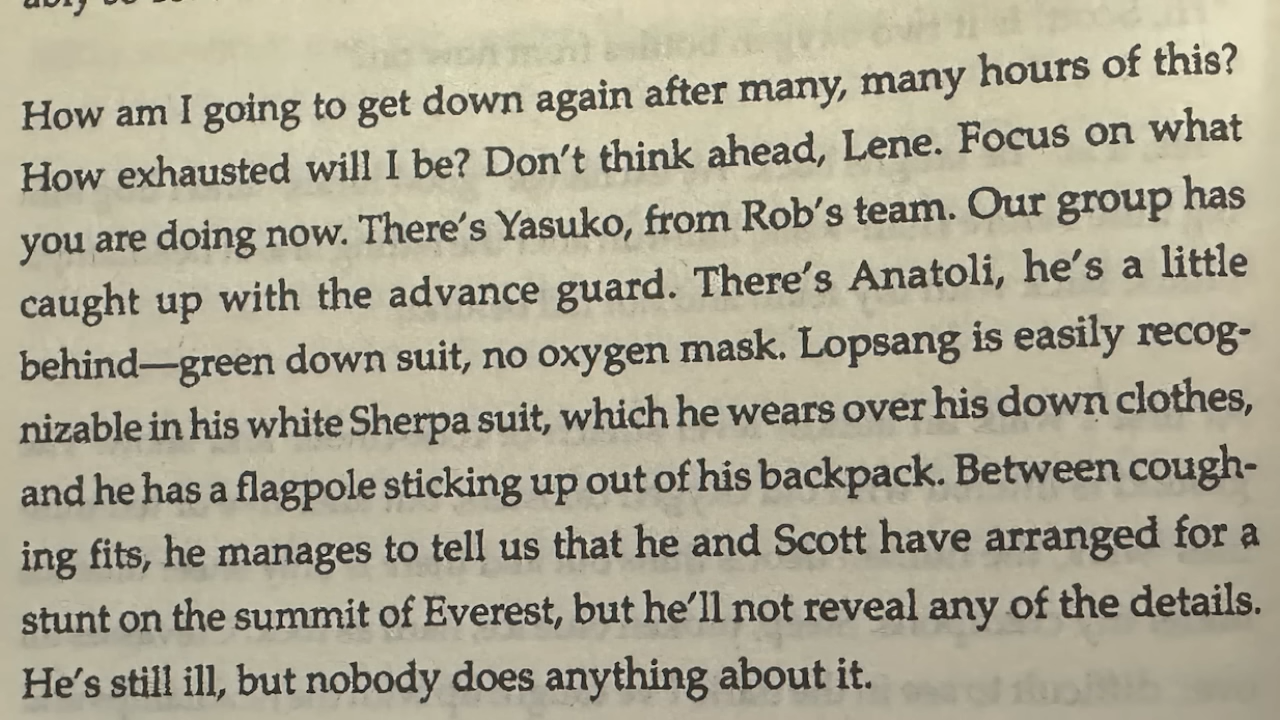 How am I going to get down again after many, many hours of this?
How exhausted will I be? Don't think ahead, Lene. Focus on what
you are doing now. There's Yasuko, from Rob's team. Our group has
caught up with the advance guard. There's Anatoli, he's a little
behind—green down suit, no oxygen mask. Lopsang is easily recog-
nizable in his white Sherpa suit, which he wears over his down clothes,
and he has a flagpole sticking up out of his backpack. Between cough-
ing fits, he manages to tell us that he and Scott have arranged for a
stunt on the summit of Everest, but he'll not reveal any of the details.
He's still ill, but nobody does anything about it.